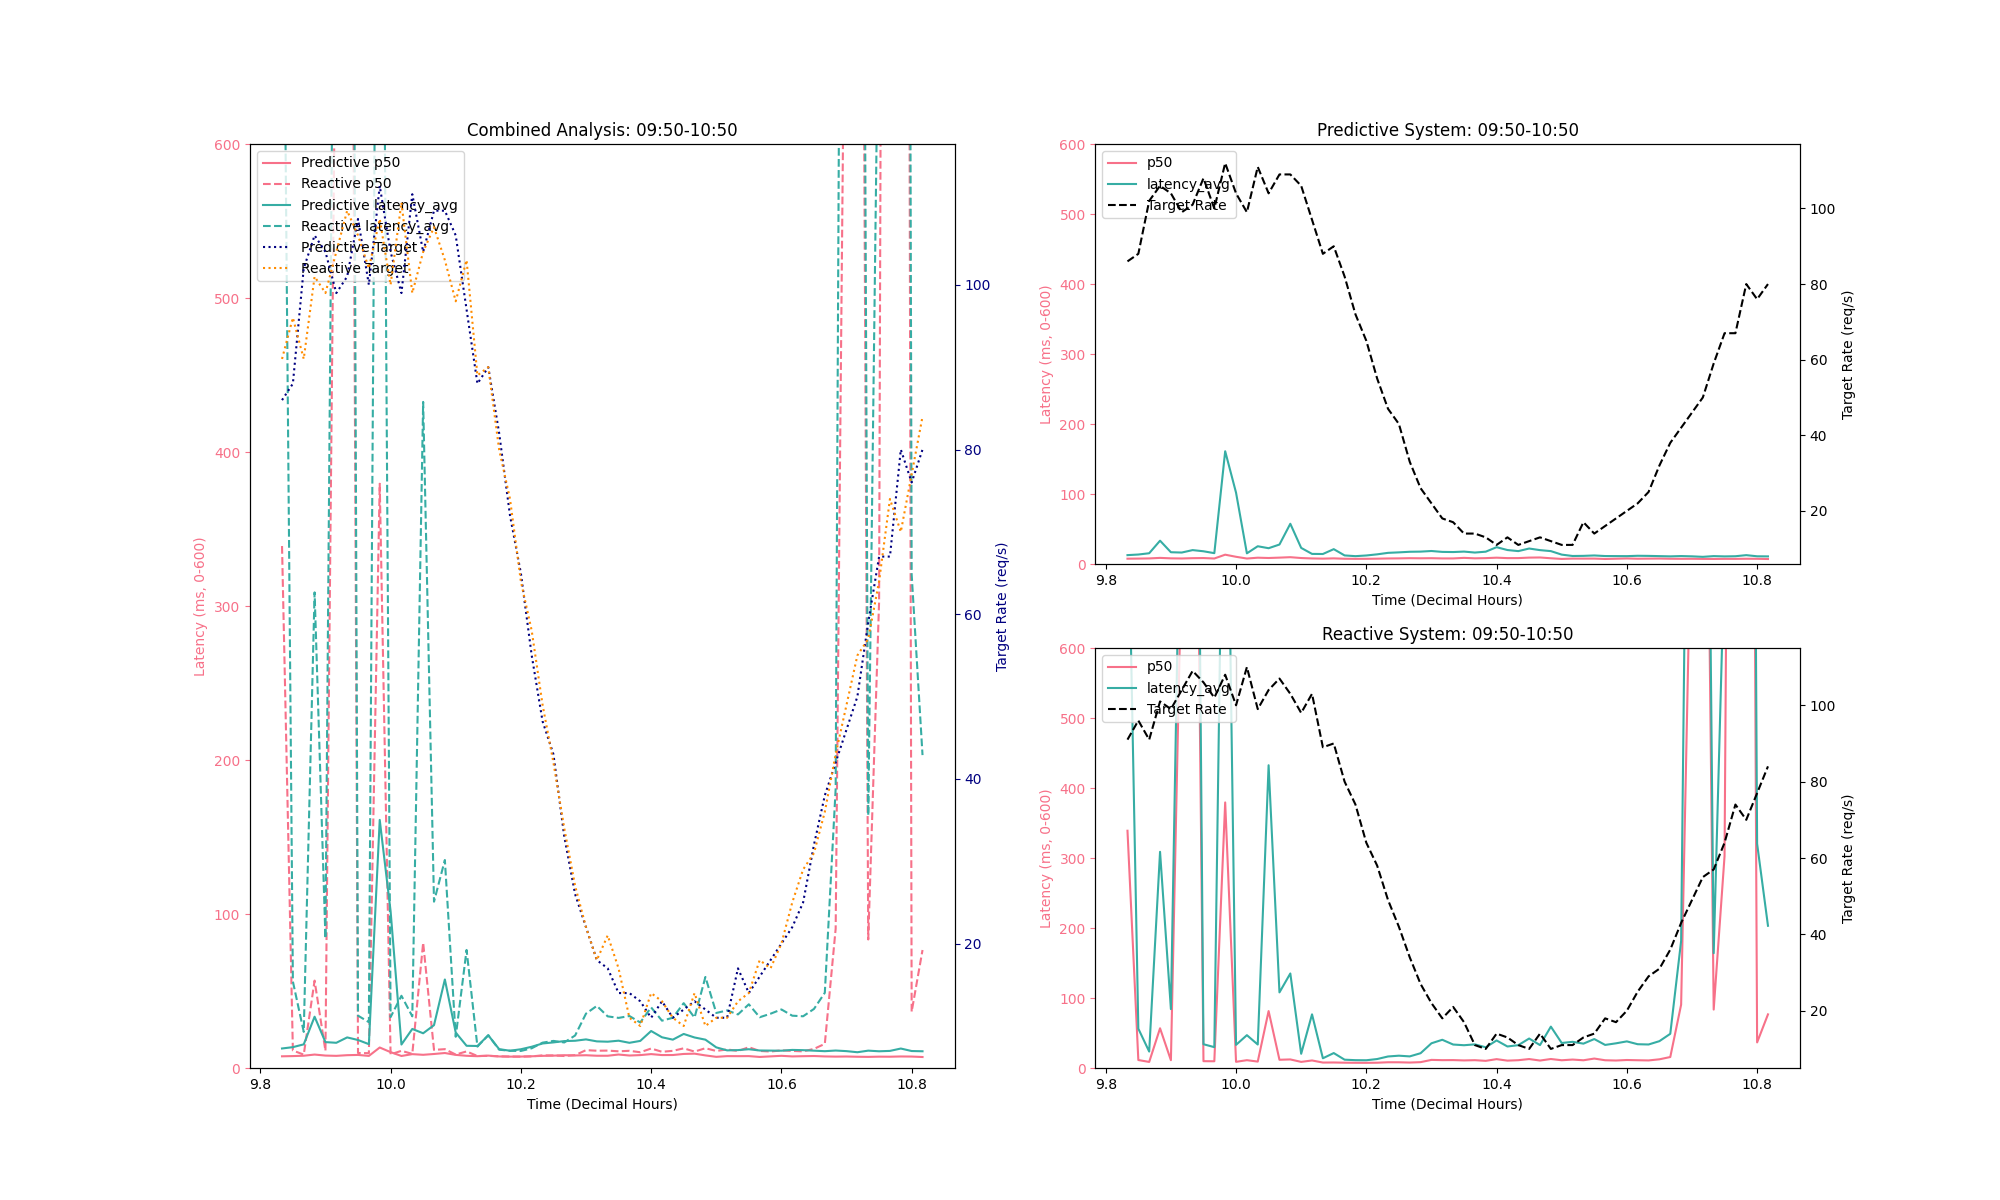 Combined Analysis: 09:50-10:50
Predictive p50
Reactive p50
Predictive latency_avg
Reactive latency_avg
Predictive Target
Reactive Target
600
500
400
300
200
100
0
Latency (ms, 0-600)
100
80
60
40
20
Target Rate (req/s)
9.8 10.0 10.2 10.4 10.6 10.8
Time (Decimal Hours)
Predictive System: 09:50-10:50
p50
latency_avg
Target Rate
600
500
400
300
200
100
0
Latency (ms, 0-600)
100
80
60
40
20
Target Rate (req/s)
9.8 10.0 10.2 10.4 10.6 10.8
Time (Decimal Hours)
Reactive System: 09:50-10:50
p50
latency_avg
Target Rate
600
500
400
300
200
100
0
Latency (ms, 0-600)
100
80
60
40
20
Target Rate (req/s)
9.8 10.0 10.2 10.4 10.6 10.8
Time (Decimal Hours)